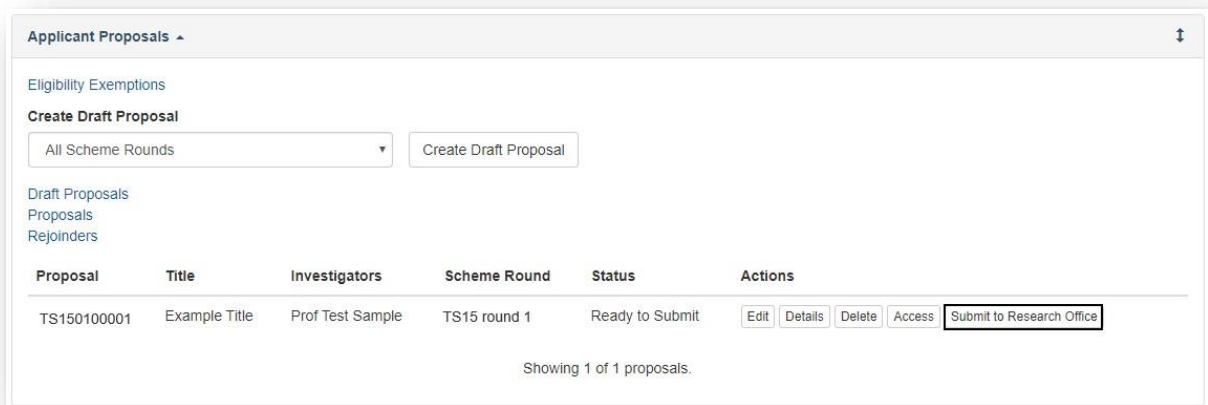 Applicant Proposals
Eligibility Exemptions
Create Draft Proposal
All Scheme Rounds Create Draft Proposal
Draft Proposals
Proposals
Rejoinders
Proposal Title Investigators Scheme Round Status Actions
TS150100001 Example Title Prof Test Sample TS15 round 1 Ready to Submit Edit Details Delete Access Submit to Research Office
Showing 1 of 1 proposals.